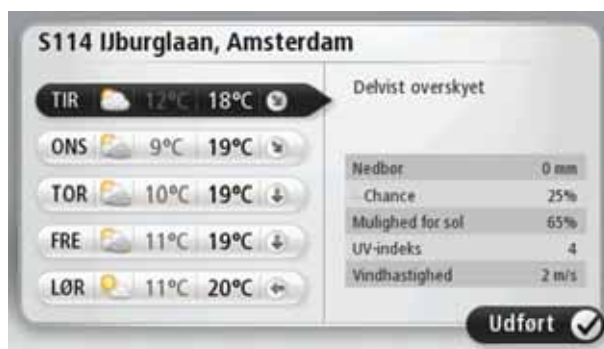 S114 IJburglaan, Amsterdam
TIR 12°C 18°C
ONS 9°C 19°C
TOR 10°C 19°C
FRE 11°C 19°C
LØR 11°C 20°C
Delvist overskyet
Nedbør 0 mm
Chance 25%
Mulighed for sol 65%
UV-indeks 4
Vindhastighed 2 m/s
Udført